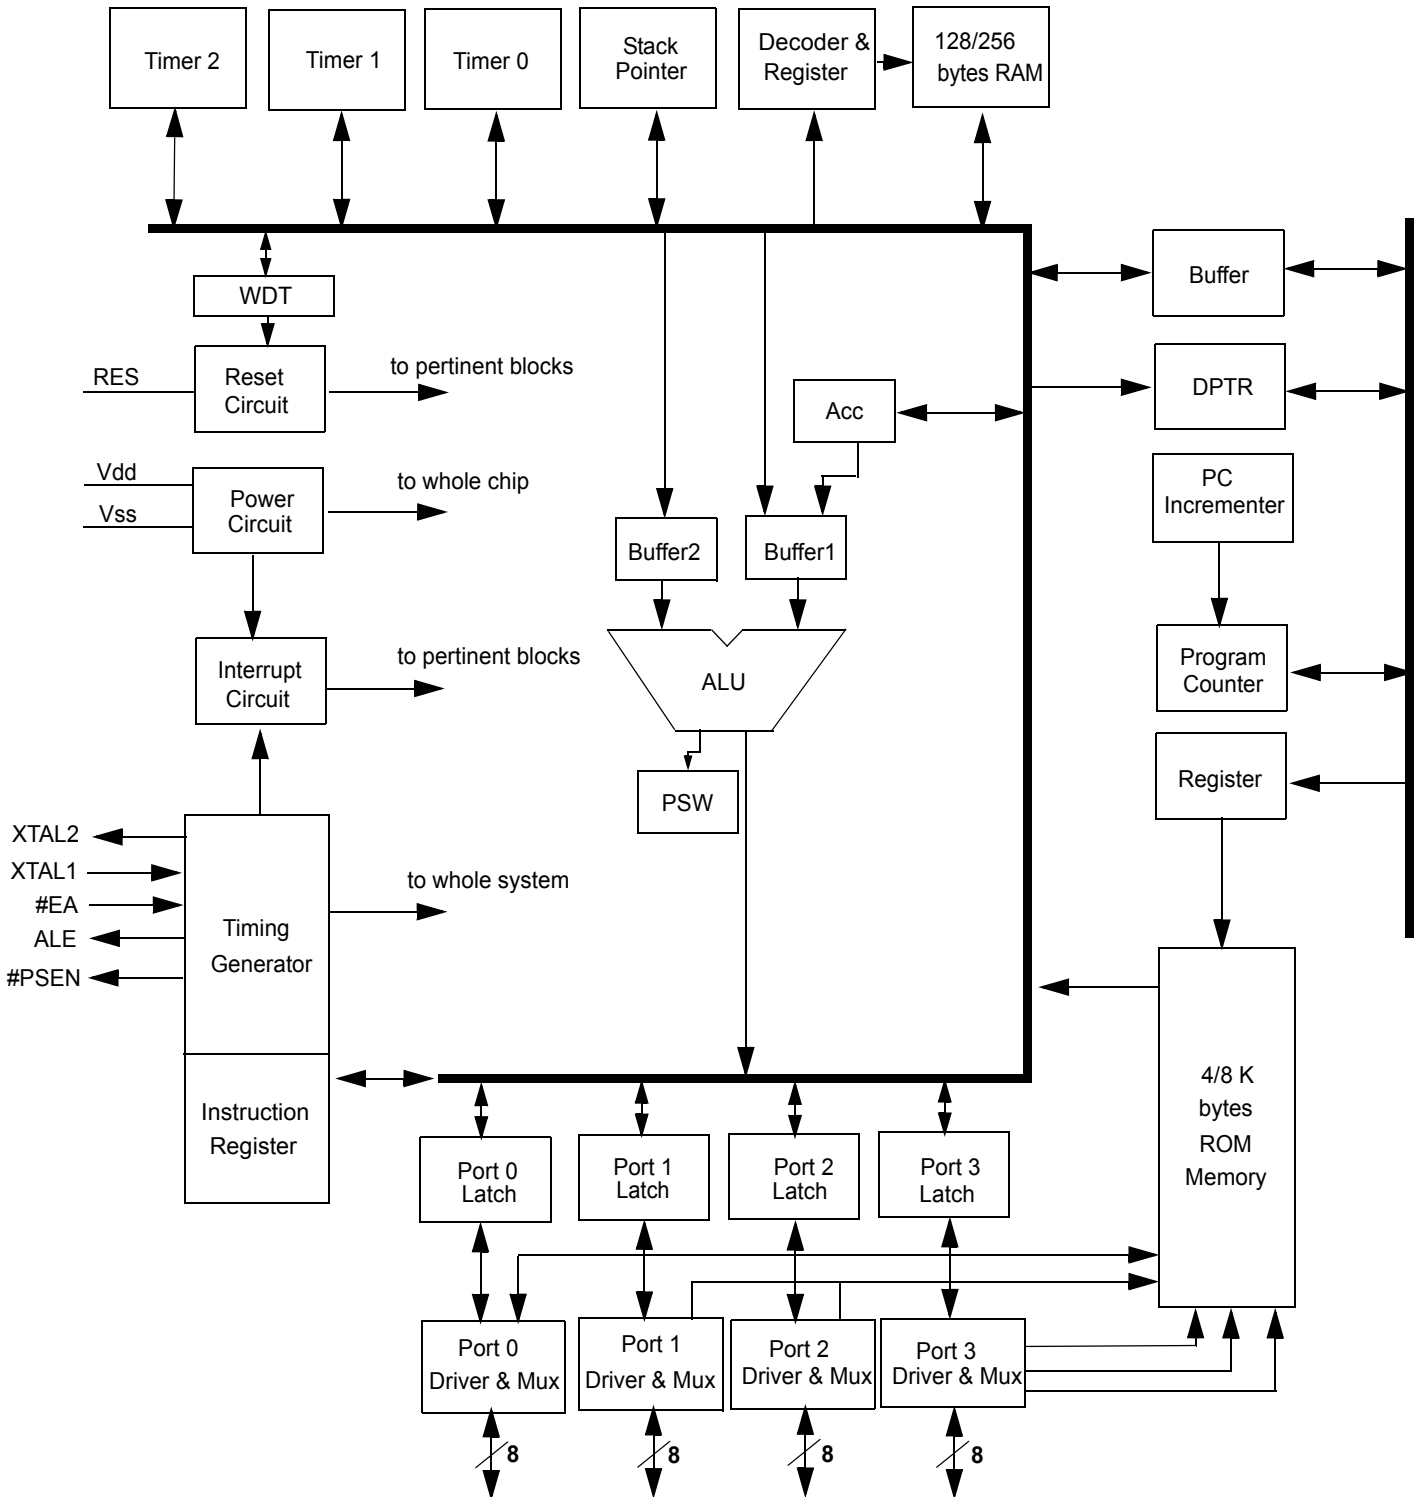 Timer 2
Timer 1
Timer 0
Stack
Pointer
Decoder &
Register
128/256
bytes RAM
WDT
RES
Reset
Circuit
to pertinent blocks
Buffer
DPTR
Acc
Vdd
Vss
Power
Circuit
to whole chip
PC
Incrementer
Buffer2
Buffer1
Interrupt
Circuit
to pertinent blocks
ALU
Program
Counter
PSW
Register
XTAL2
XTAL1
#EA
ALE
#PSEN
Timing
Generator
to whole system
Instruction
Register
4/8 K
bytes
ROM
Memory
Port 0
Latch
Port 1
Latch
Port 2
Latch
Port 3
Latch
Port 0
Driver & Mux
Port 1
Driver & Mux
Port 2
Driver & Mux
Port 3
Driver & Mux
8
8
8
8